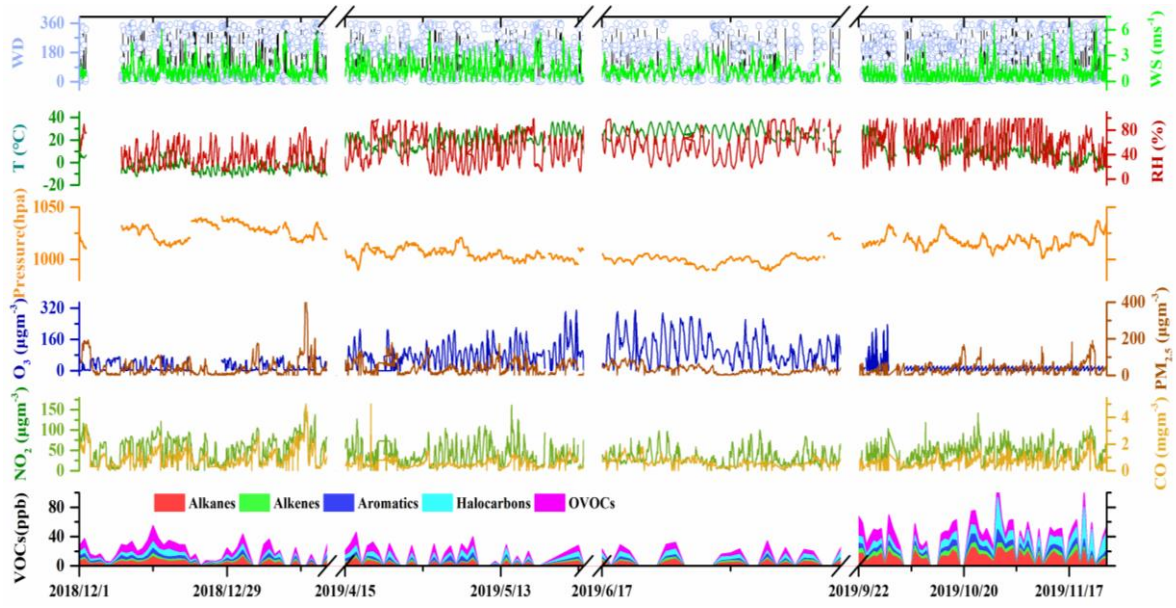 360
180
0
WD
6
3
0
WS (ms⁻¹)
40
20
0
-20
T (°C)
80
40
0
RH (%)
1050
1000
Pressure(hpa)
320
160
0
O₃ (μgm⁻³)
400
200
0
PM₂.₅ (μgm⁻³)
150
100
50
0
NO₂ (μgm⁻³)
4
2
0
CO (mgm⁻³)
80
40
0
VOCs(ppb)
Alkanes Alkenes Aromatics Halocarbons OVOCs
2018/12/1 2018/12/29 2019/4/15 2019/5/13 2019/6/17 2019/9/22 2019/10/20 2019/11/17